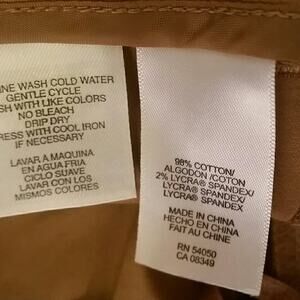 INE WASH COLD WATER
GENTLE CYCLE
SH WITH LIKE COLORS
NO BLEACH
DRIP DRY
RESS WITH COOL IRON
IF NECESSARY
LAVAR A MAQUINA
EN AGUA FRIA
CICLO SUAVE
LAVAR CON LOS
MISMOS COLORES
98% COTTON/
ALGODON /COTON
2% LYCRA® SPANDEX/
LYCRA® SPANDEX/
LYCRA® SPANDEX
MADE IN CHINA
HECHO EN CHINA
FAIT AU CHINE
RN 54050
CA 08349